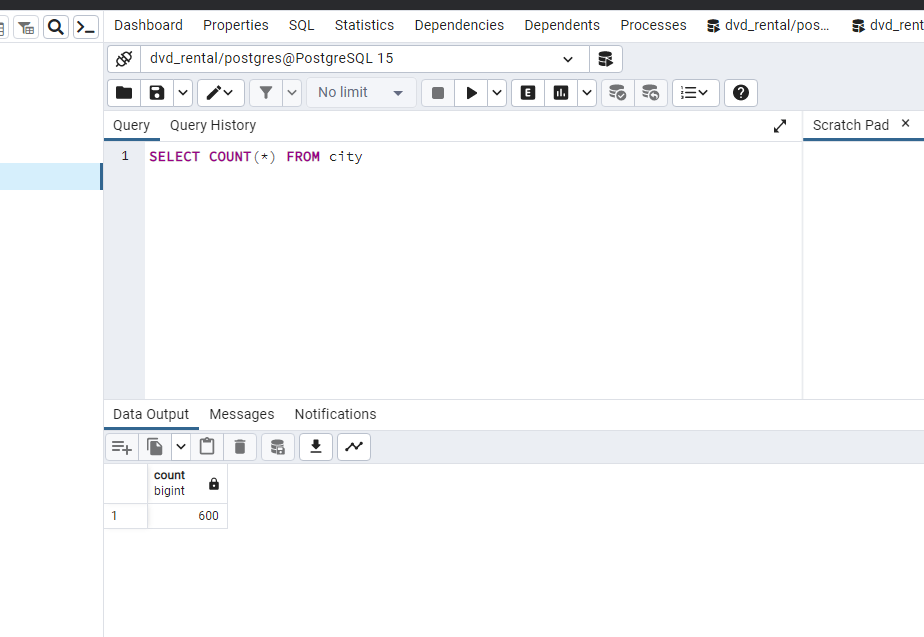 Dashboard Properties SQL Statistics Dependencies Dependents Processes dvd_rental/pos... dvd_rent
dvd_rental/postgres@PostgreSQL 15
No limit
E
Query Query History Scratch Pad
1 SELECT COUNT(*) FROM city
Data Output Messages Notifications
count
bigint
1 600